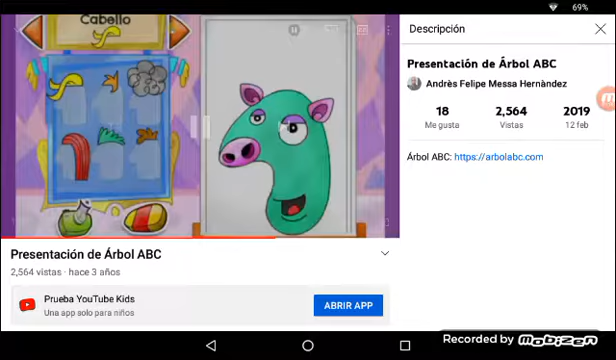 69%
Cabello
Descripción
Presentación de Árbol ABC
Andrès Felipe Messa Hernàndez
18
2,564
2019
Me gusta
Vistas
12 feb
Árbol ABC: https://arbolabc.com
Presentación de Árbol ABC
2,564 vistas · hace 3 años
Prueba YouTube Kids
Una app solo para niños
ABRIR APP
Recorded by
mobizen